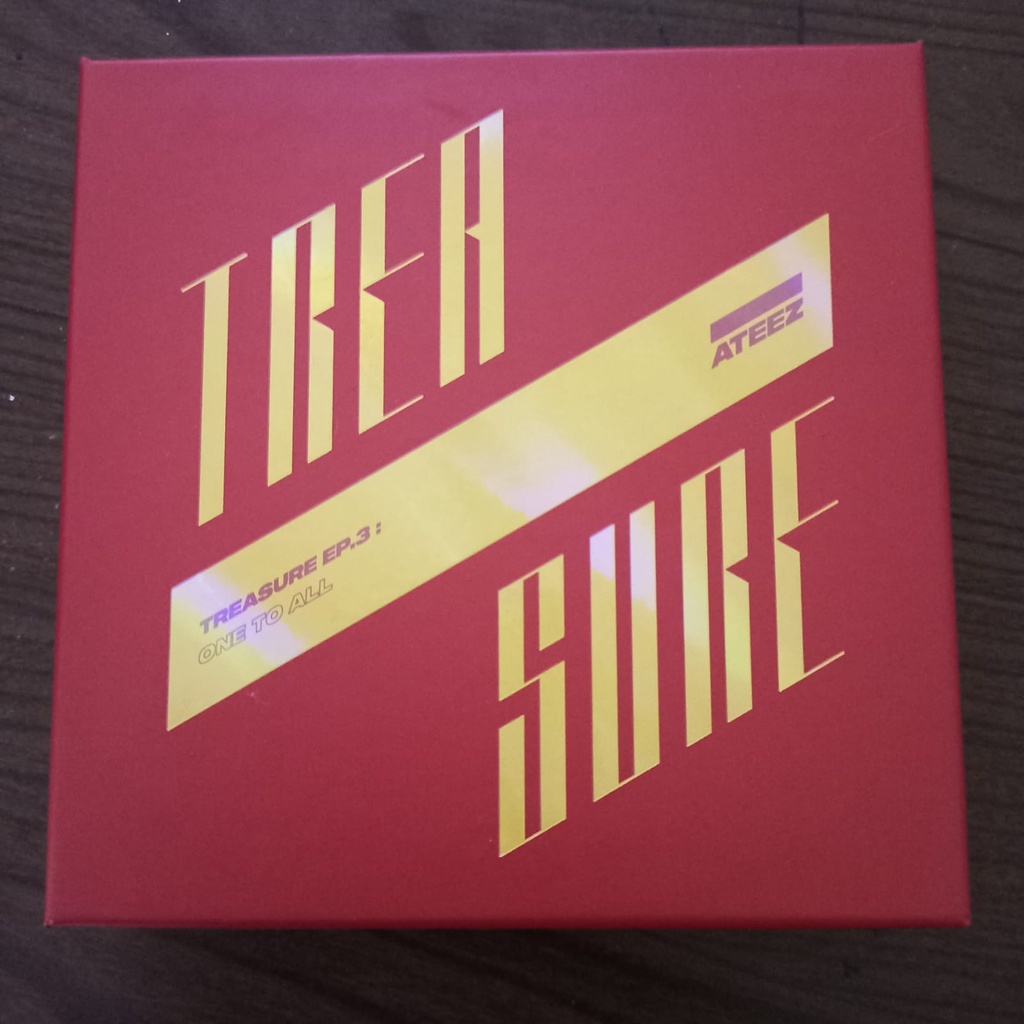 TREA
ATEEZ
TREASURE EP.3 :
ONE TO ALL
SURE